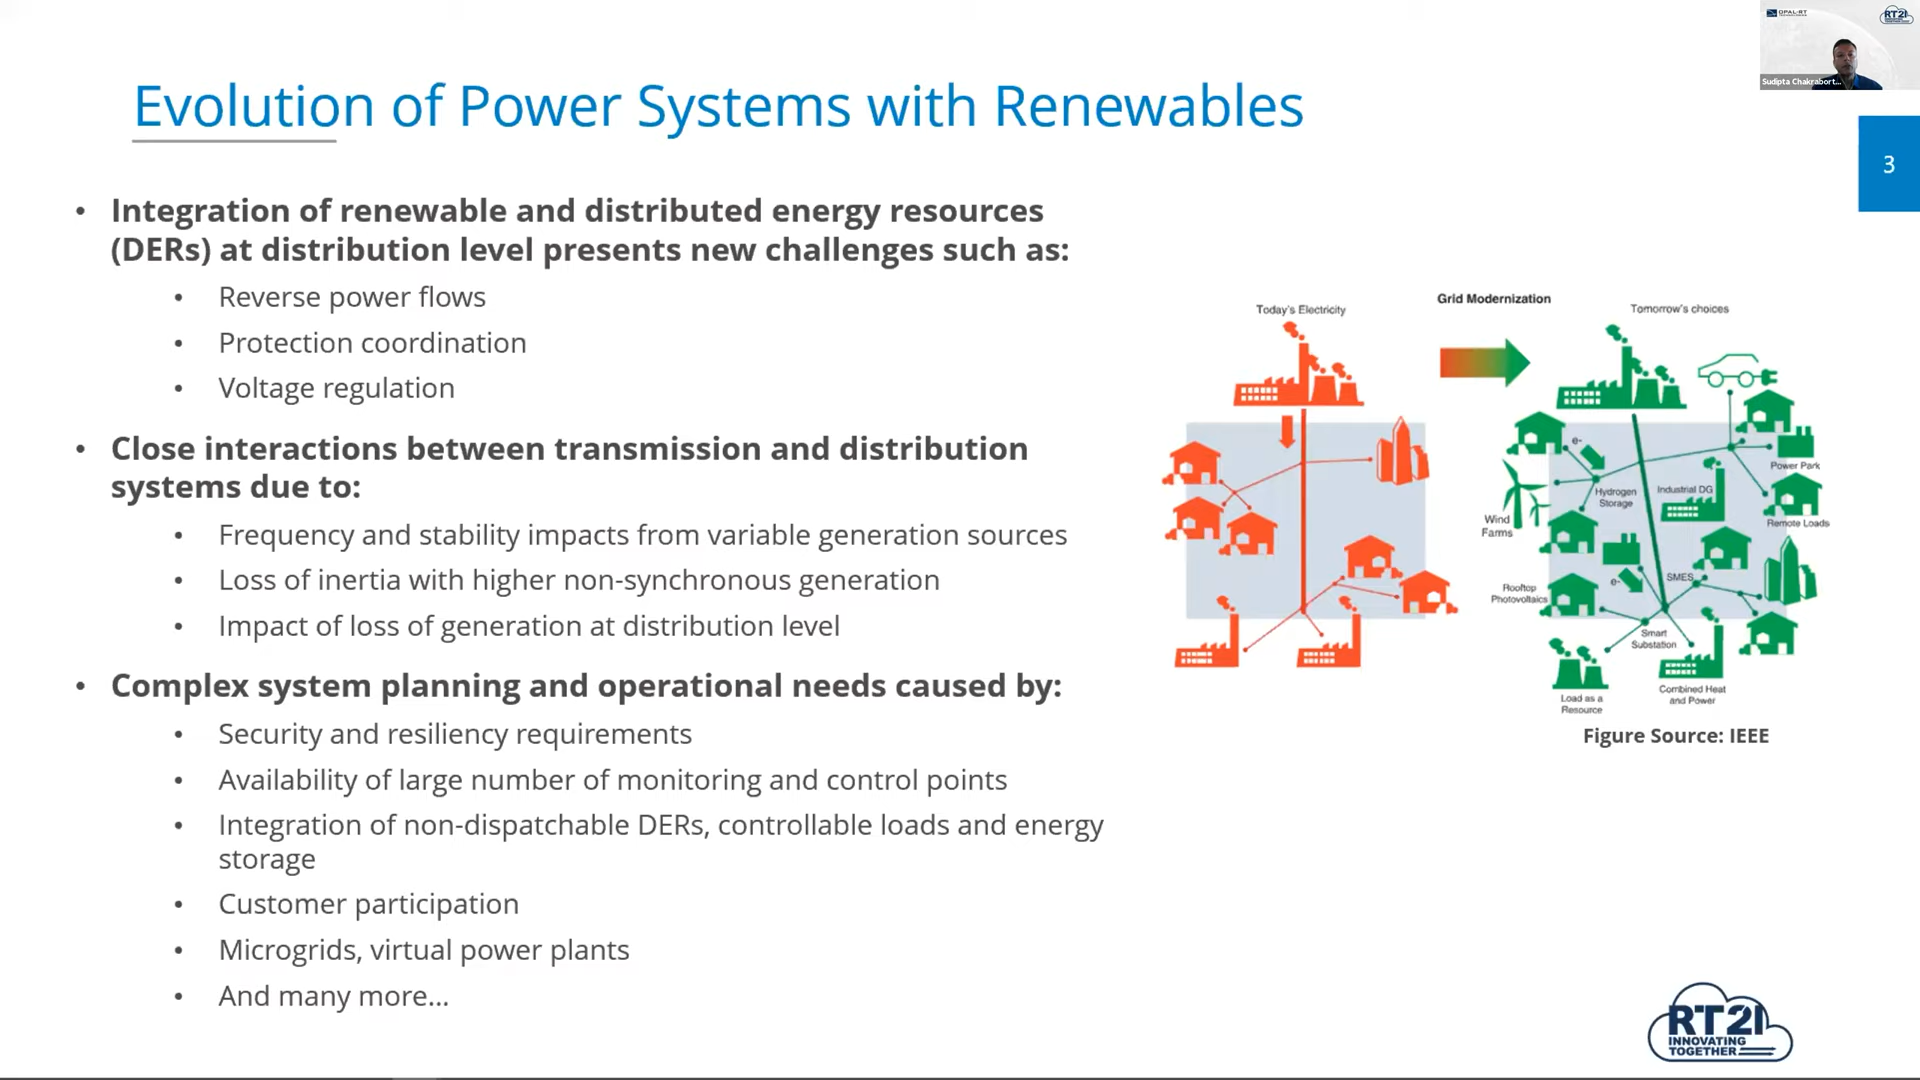 OPAL-RT
TECHNOLOGIES
RT21
Sudipta Chakrabort...
Evolution of Power Systems with Renewables
3
• Integration of renewable and distributed energy resources
(DERs) at distribution level presents new challenges such as:
• Reverse power flows
• Protection coordination
• Voltage regulation
• Close interactions between transmission and distribution
systems due to:
• Frequency and stability impacts from variable generation sources
• Loss of inertia with higher non-synchronous generation
• Impact of loss of generation at distribution level
• Complex system planning and operational needs caused by:
• Security and resiliency requirements
• Availability of large number of monitoring and control points
• Integration of non-dispatchable DERs, controllable loads and energy
storage
• Customer participation
• Microgrids, virtual power plants
• And many more...
Today's Electricity
Grid Modernization
Tomorrow's choices
e-
Power Park
Hydrogen
Storage
Industrial DG
Wind
Farms
Remote Loads
e-
SMES
Rooftop
Photovoltaics
Smart
Substation
Load as a
Resource
Combined Heat
and Power
Figure Source: IEEE
RT21
INNOVATING
TOGETHER